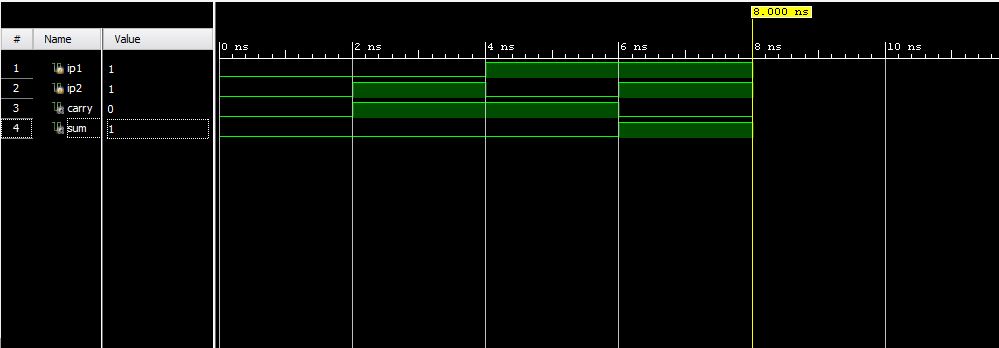 8.000 ns
# Name Value
0 ns 2 ns 4 ns 6 ns 8 ns 10 ns
1 ip1 1
2 ip2 1
3 carry 0
4 sum 1